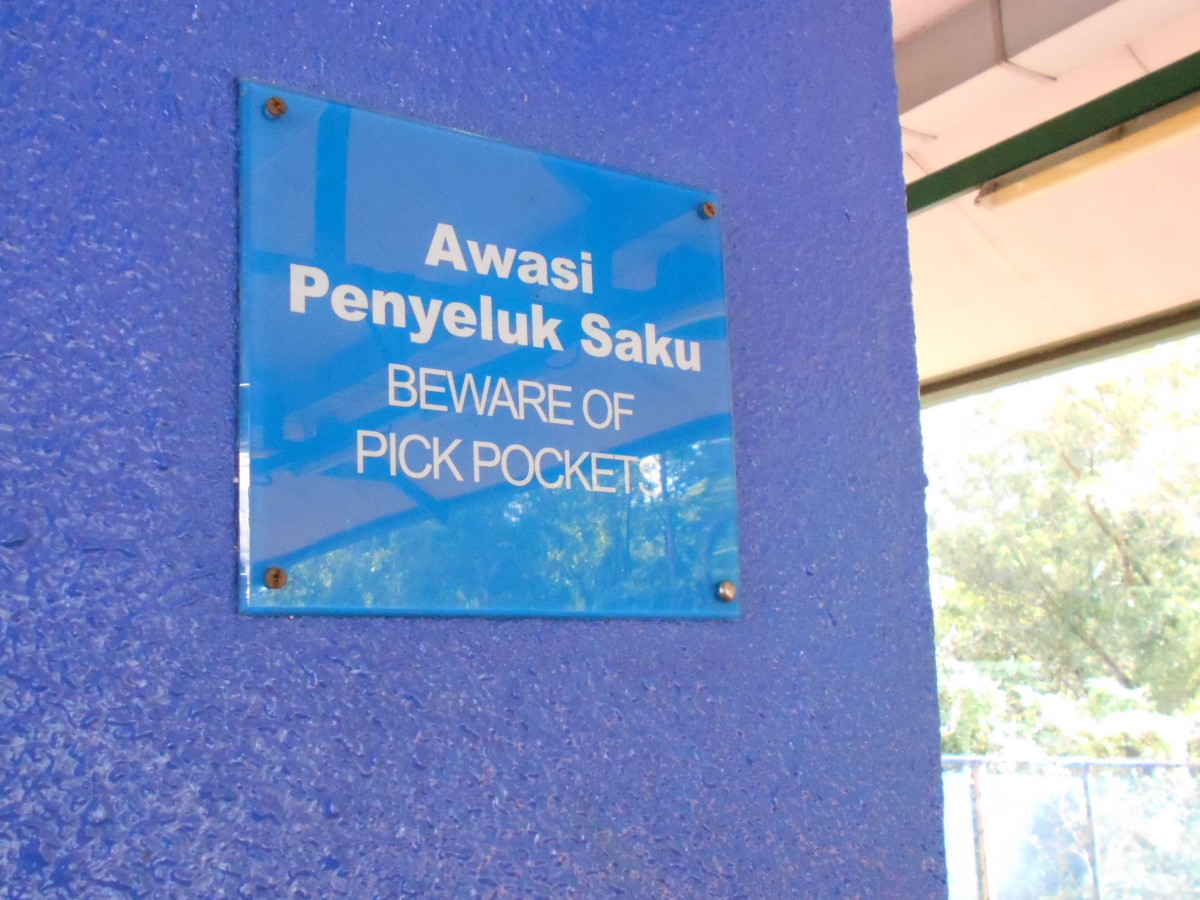 Awasi
Penyeluk Saku
BEWARE OF
PICK POCKETS